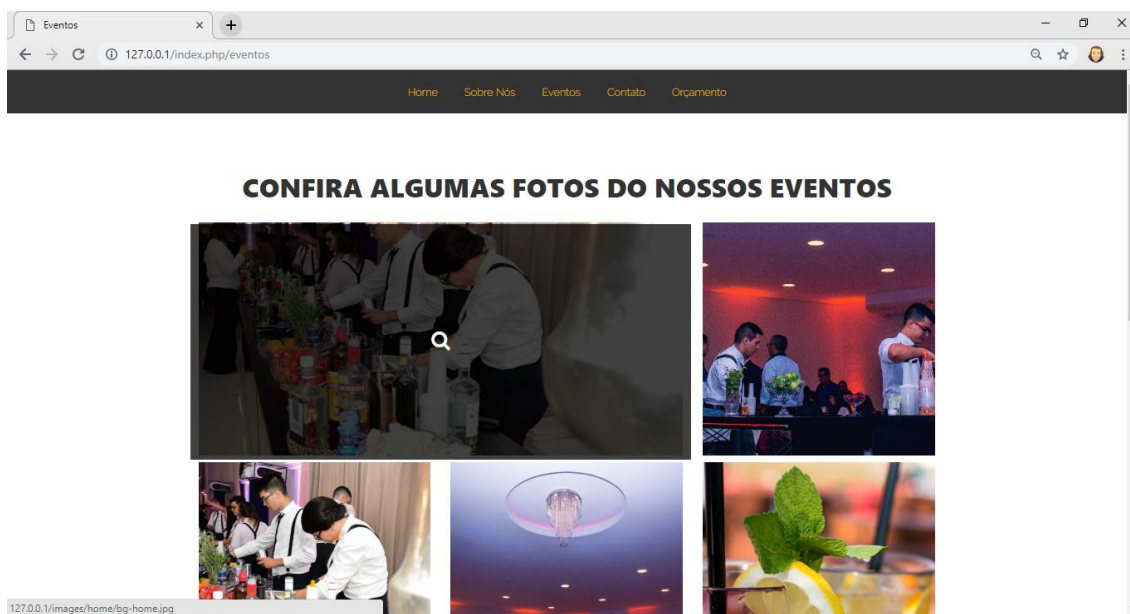 Eventos
127.0.0.1/index.php/eventos
Home Sobre Nós Eventos Contato Orçamento
CONFIRA ALGUMAS FOTOS DO NOSSOS EVENTOS
127.0.0.1/images/home/bg-home.jpg